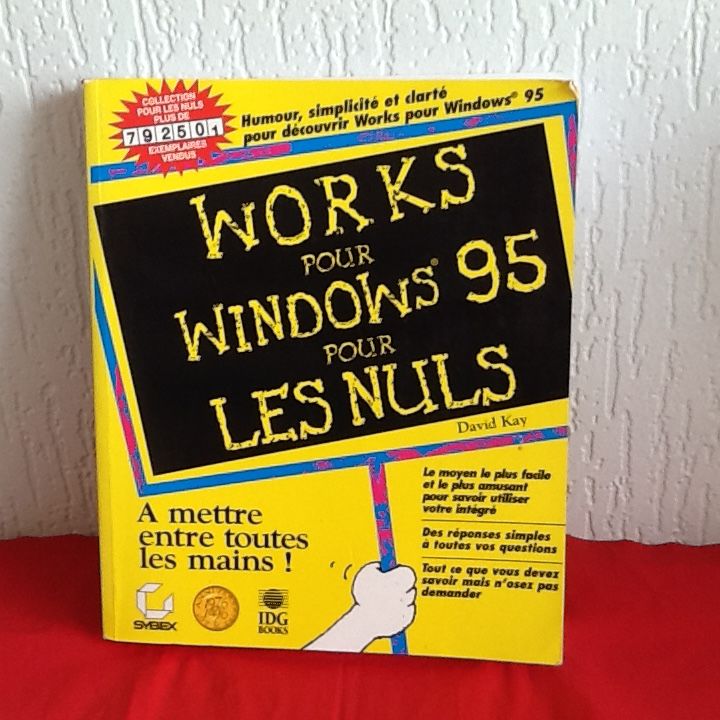 COLLECTION
POUR LES NULS
PLUS DE
792501
EXEMPLAIRES
VENDUS
Humour, simplicité et clarté
pour découvrir Works pour Windows® 95
WORKS
POUR
WINDOWS® 95
POUR
LES NULS
David Kay
A mettre
entre toutes
les mains !
Le moyen le plus facile
et le plus amusant
pour savoir utiliser
votre intégré
Des réponses simples
à toutes vos questions
Tout ce que vous devez
savoir mais n'osez pas
demander
SYBEX
IDG
BOOKS